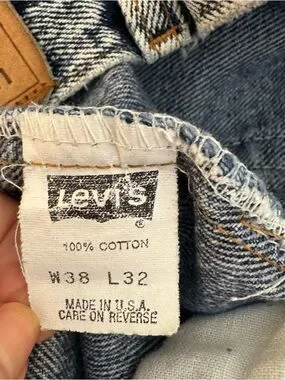 Levi's
®
100% COTTON
W38 L32
MADE IN U.S.A.
CARE ON REVERSE